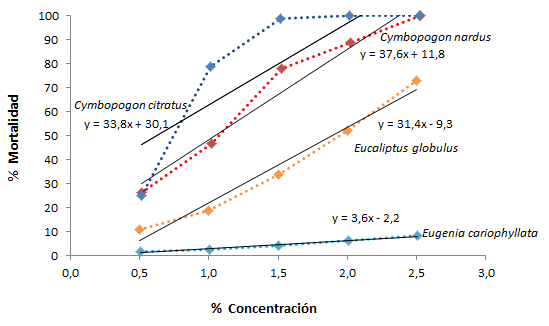 100
90
80
70
60
50
40
30
20
10
0
% Mortalidad
Cymbopogon nardus
y = 37,6x + 11,8
Cymbopogon citratus
y = 33,8x + 30,1
y = 31,4x - 9,3
Eucaliptus globulus
y = 3,6x - 2,2
Eugenia cariophyllata
0,0 0,5 1,0 1,5 2,0 2,5 3,0
% Concentración